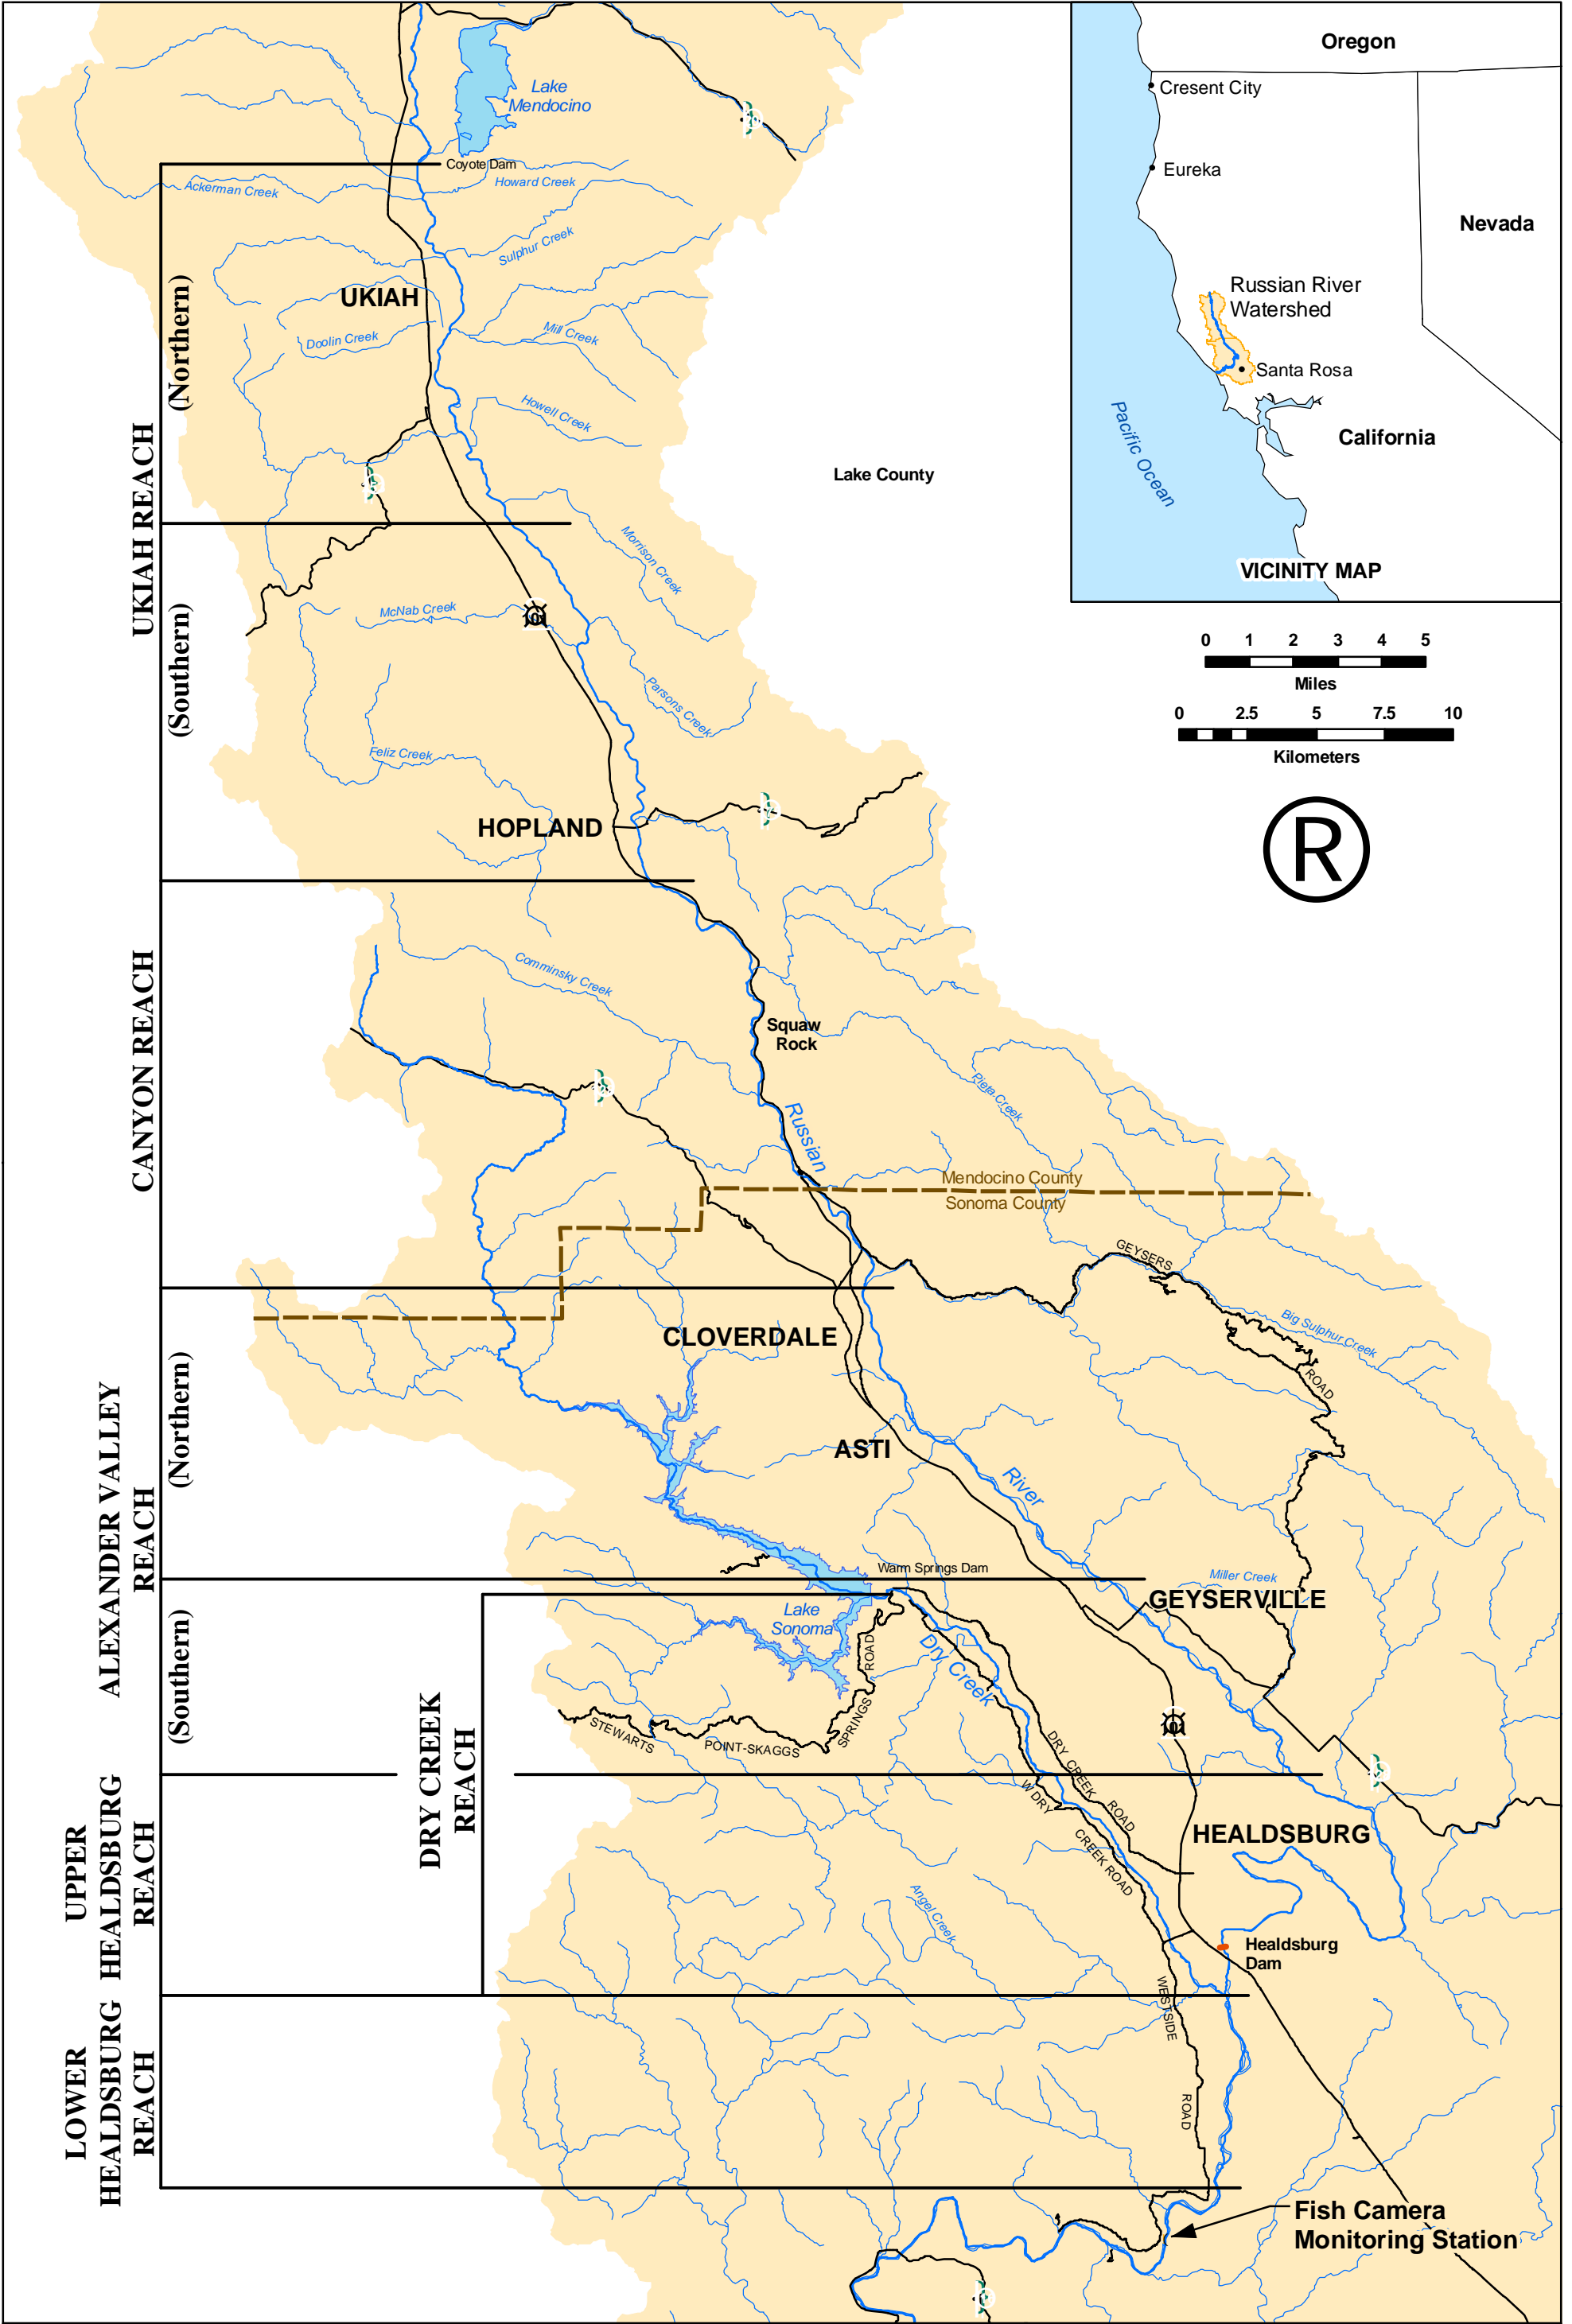 Oregon
Cresent City
Eureka
Nevada
Russian River
Watershed
Santa Rosa
Pacific Ocean
California
VICINITY MAP
0 1 2 3 4 5
Miles
0 2.5 5 7.5 10
Kilometers
R
Lake
Mendocino
Coyote Dam
Ackerman Creek
Howard Creek
Sulphur Creek
UKIAH
Doolin Creek
Mill Creek
Howell Creek
Lake County
UKIAH REACH
(Northern)
(Southern)
Morrison Creek
McNab Creek
Parsons Creek
Feliz Creek
HOPLAND
CANYON REACH
Comminsky Creek
Squaw
Rock
Pieta Creek
Russian
Mendocino County
Sonoma County
GEYSERS
ROAD
Big Sulphur Creek
CLOVERDALE
ASTI
River
ALEXANDER VALLEY
REACH
(Northern)
(Southern)
Warm Springs Dam
Miller Creek
GEYSERVILLE
Lake
Sonoma
Dry Creek
STEWARTS
POINT-SKAGGS
SPRINGS
ROAD
DRY CREEK
REACH
101
DRY CREEK ROAD
W DRY
CREEK ROAD
UPPER
HEALDSBURG
REACH
HEALDSBURG
Angel Creek
Healdsburg
Dam
WESTSIDE
ROAD
LOWER
HEALDSBURG
REACH
Fish Camera
Monitoring Station